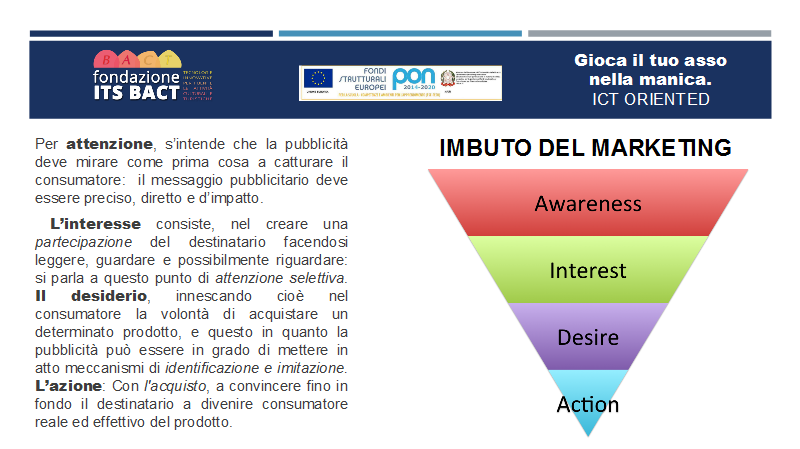 BACT
fondazione
ITS BACT
TECNOLOGIE
INNOVATIVE
FONDI
STRUTTURALI
EUROPEI
pon
2014-2020
Gioca il tuo asso
nella manica.
ICT ORIENTED
Per attenzione, s’intende che la pubblicità
deve mirare come prima cosa a catturare il
consumatore: il messaggio pubblicitario deve
essere preciso, diretto e d’impatto.
L’interesse consiste, nel creare una
partecipazione del destinatario facendosi
leggere, guardare e possibilmente riguardare:
si parla a questo punto di attenzione selettiva.
Il desiderio, innescando cioè nel
consumatore la volontà di acquistare un
determinato prodotto, e questo in quanto la
pubblicità può essere in grado di mettere in
atto meccanismi di identificazione e imitazione.
L’azione: Con l'acquisto, a convincere fino in
fondo il destinatario a divenire consumatore
reale ed effettivo del prodotto.
IMBUTO DEL MARKETING
Awareness
Interest
Desire
Action